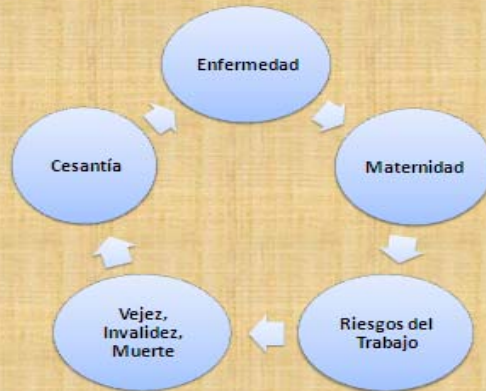 Enfermedad
Maternidad
Riesgos del
Trabajo
Vejez,
Invalidez,
Muerte
Cesantía